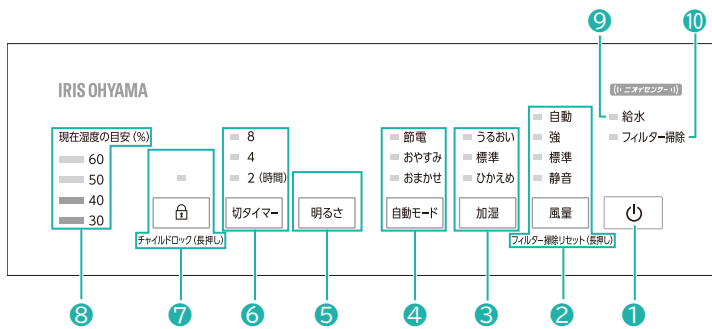 ⑨
⑩
IRIS OHYAMA
ニオイセンサー
現在湿度の目安(%)
60
50
40
30
チャイルドロック(長押し)
8
4
2(時間)
切タイマー
明るさ
節電
おやすみ
おまかせ
自動モード
うるおい
標準
ひかえめ
加湿
自動
強
標準
静音
風量
フィルター掃除リセット(長押し)
給水
フィルター掃除
⑧
⑦
⑥
⑤
④
③
②
①